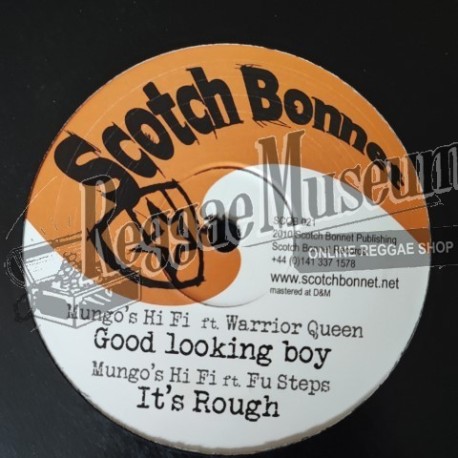 Scotch Bonnet
Reggae Museum
ONLINE REGGAE SHOP
2010 Scotch Bonnet Publishing
Scotch Bonnet
+44 (0)141 337 1578
www.scotchbonnet.net
mastered at D&M
Mungo's Hi Fi ft. Warrior Queen
Good looking boy
Mungo's Hi Fi ft. Fu Steps
It's Rough